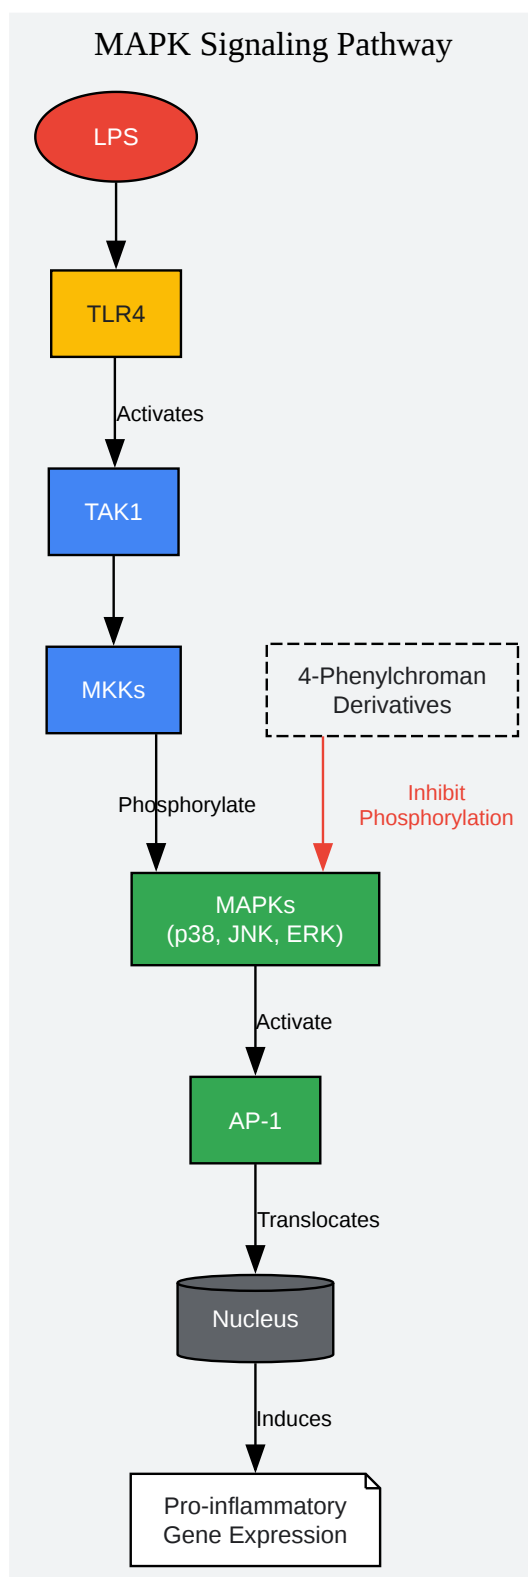 MAPK Signaling Pathway
LPS
TLR4
Activates
TAK1
MKKs
4-Phenylchroman
Derivatives
Phosphorylate
Inhibit
Phosphorylation
MAPKs
(p38, JNK, ERK)
Activate
AP-1
Translocates
Nucleus
Induces
Pro-inflammatory
Gene Expression